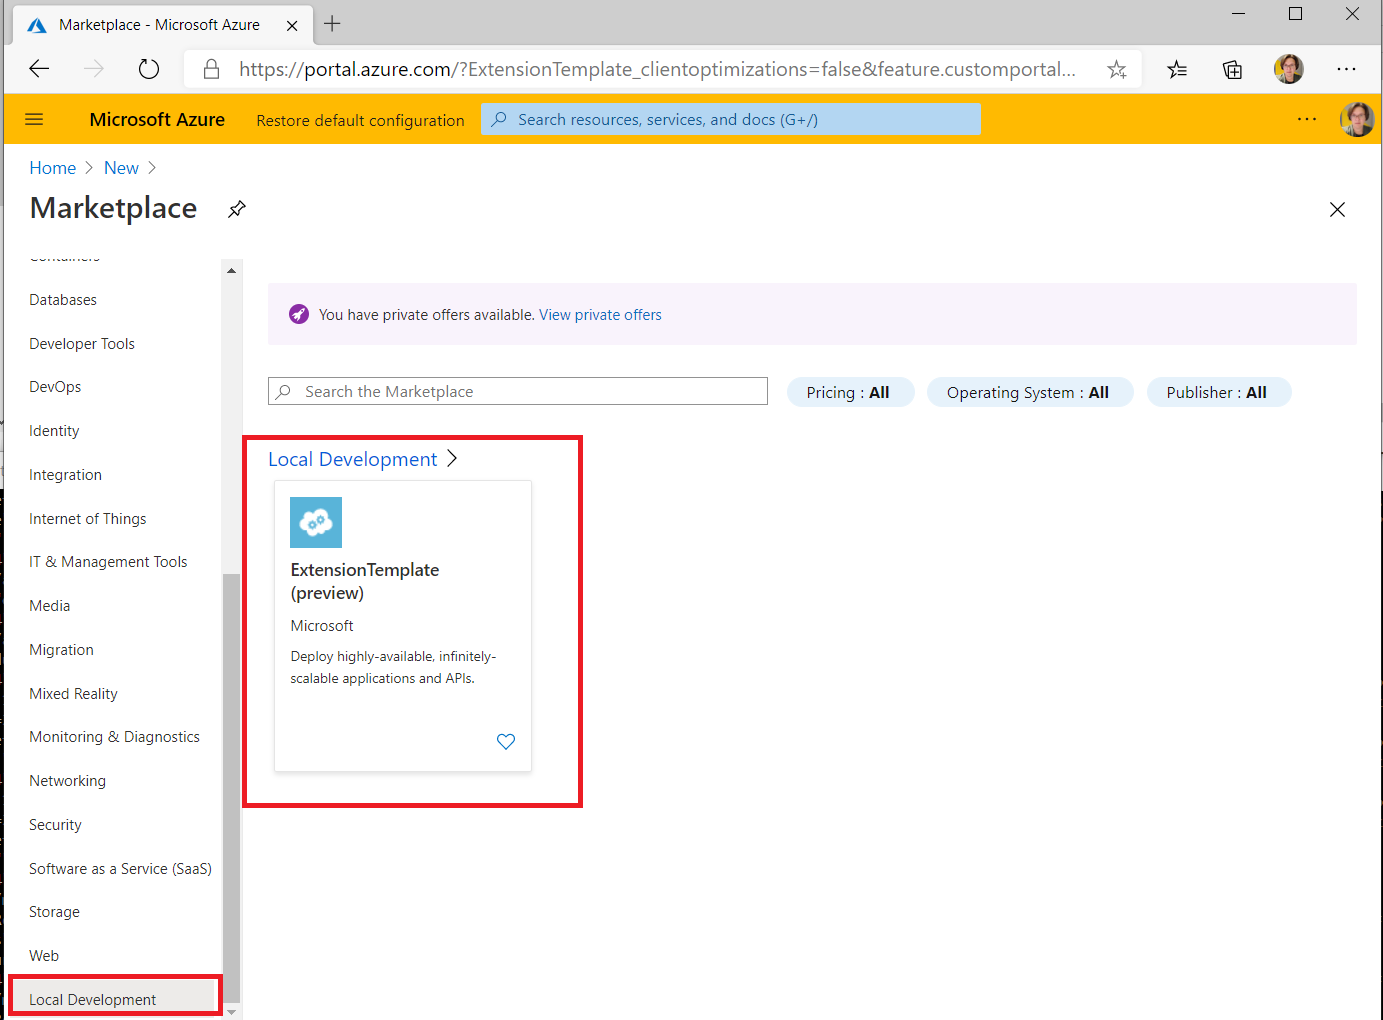 Marketplace - Microsoft Azure
https://portal.azure.com/?ExtensionTemplate_clientoptimizations=false&feature.customportal...
Microsoft Azure
Restore default configuration
Search resources, services, and docs (G+/)
Home > New >
Marketplace
Containers
Databases
Developer Tools
DevOps
Identity
Integration
Internet of Things
IT & Management Tools
Media
Migration
Mixed Reality
Monitoring & Diagnostics
Networking
Security
Software as a Service (SaaS)
Storage
Web
Local Development
You have private offers available. View private offers
Search the Marketplace
Pricing : All
Operating System : All
Publisher : All
Local Development >
ExtensionTemplate
(preview)
Microsoft
Deploy highly-available, infinitely-
scalable applications and APIs.